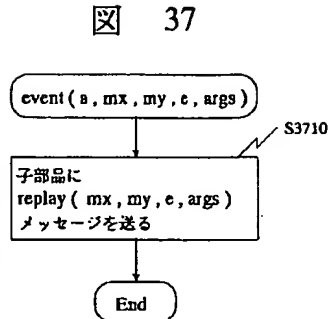 図 37
event ( a , mx , my , e , args )
S3710
子部品に
replay ( mx , my , e , args )
メッセージを送る
End